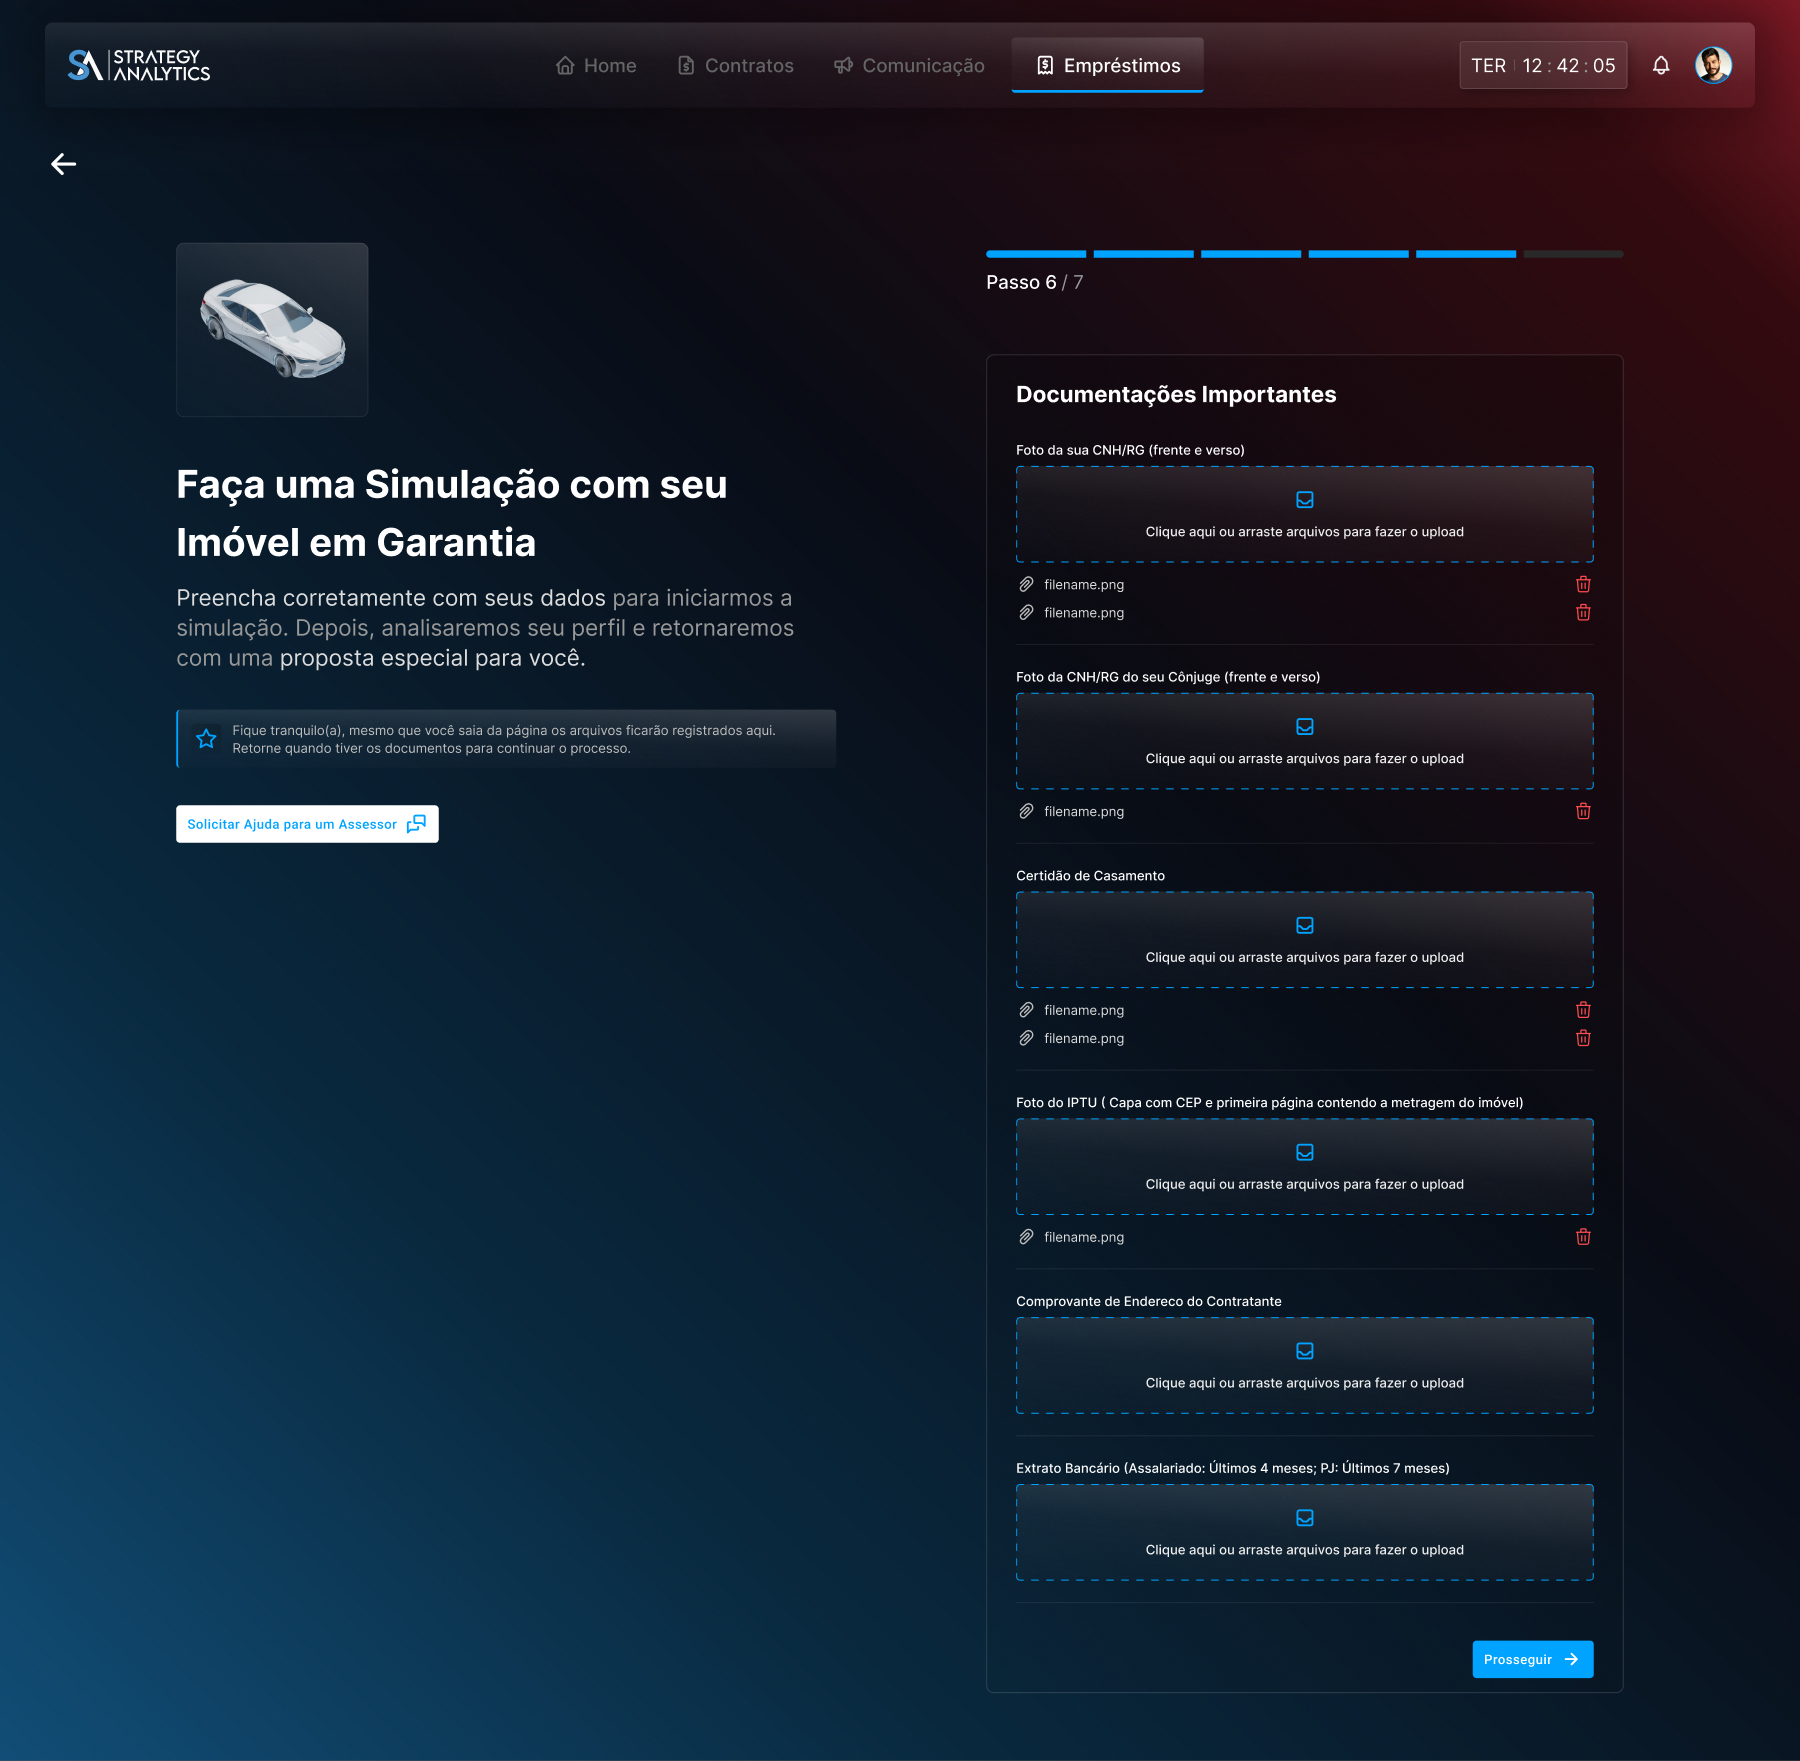 STRATEGY
ANALYTICS
Home
Contratos
Comunicação
Empréstimos
TER 12 : 42 : 05
Passo 6 / 7
Faça uma Simulação com seu
Imóvel em Garantia
Preencha corretamente com seus dados para iniciarmos a
simulação. Depois, analisaremos seu perfil e retornaremos
com uma proposta especial para você.
Fique tranquilo(a), mesmo que você saia da página os arquivos ficarão registrados aqui.
Retorne quando tiver os documentos para continuar o processo.
Solicitar Ajuda para um Assessor
Documentações Importantes
Foto da sua CNH/RG (frente e verso)
Clique aqui ou arraste arquivos para fazer o upload
filename.png
filename.png
Foto da CNH/RG do seu Cônjuge (frente e verso)
Clique aqui ou arraste arquivos para fazer o upload
filename.png
Certidão de Casamento
Clique aqui ou arraste arquivos para fazer o upload
filename.png
filename.png
Foto do IPTU ( Capa com CEP e primeira página contendo a metragem do imóvel)
Clique aqui ou arraste arquivos para fazer o upload
filename.png
Comprovante de Endereco do Contratante
Clique aqui ou arraste arquivos para fazer o upload
Extrato Bancário (Assalariado: Últimos 4 meses; PJ: Últimos 7 meses)
Clique aqui ou arraste arquivos para fazer o upload
Prosseguir